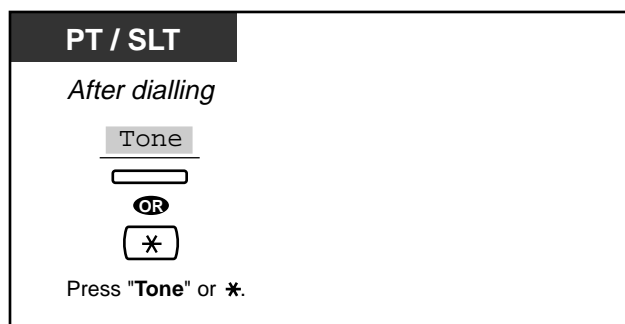 PT / SLT
After dialling
Tone
OR
*
Press "Tone" or *.